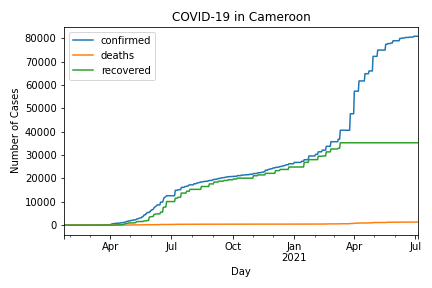 COVID-19 in Cameroon
confirmed
deaths
recovered
80000
70000
60000
50000
40000
30000
20000
10000
0
Number of Cases
Apr
Jul
Oct
Jan
2021
Apr
Jul
Day